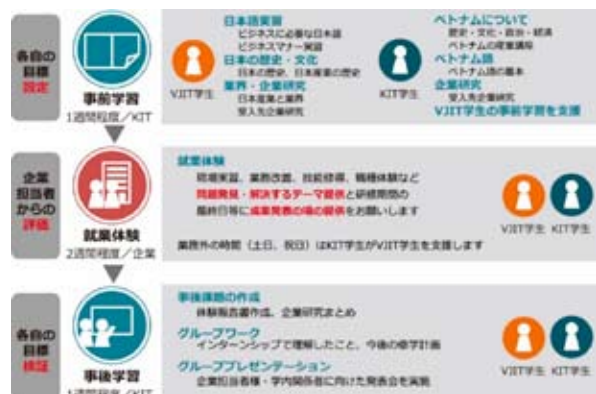 各自の
目標
設定
事前学習
1週間程度/KIT
VJIT学生
日本語実習
ビジネスに必要な日本語
ビジネスマナー実習
日本の歴史・文化
日本の歴史、日本産業の歴史
業界・企業研究
日本産業と業界
受入先企業研究
KIT学生
ベトナムについて
歴史・文化・政治・経済
ベトナムの産業構造
ベトナム語
ベトナム語の基本
企業研究
受入先企業研究
VJIT学生の事前学習を支援
企業
担当者
からの
評価
就業体験
2週間程度/企業
就業体験
現場実習、業務改善、技能修得、職種体験など
問題発見・解決するテーマ提供と研修期間の
最終日等に成果発表の場の提供をお願いします
業務外の時間(土日、祝日)はKIT学生がVJIT学生を支援します
VJIT学生 KIT学生
各自の
目標
検証
事後学習
1週間程度/KIT
事後課題の作成
体験報告書作成、企業研究まとめ
グループワーク
インターンシップで理解したこと、今後の修学計画
グループプレゼンテーション
企業担当者様・学内関係者に向けた発表会を実施
VJIT学生 KIT学生